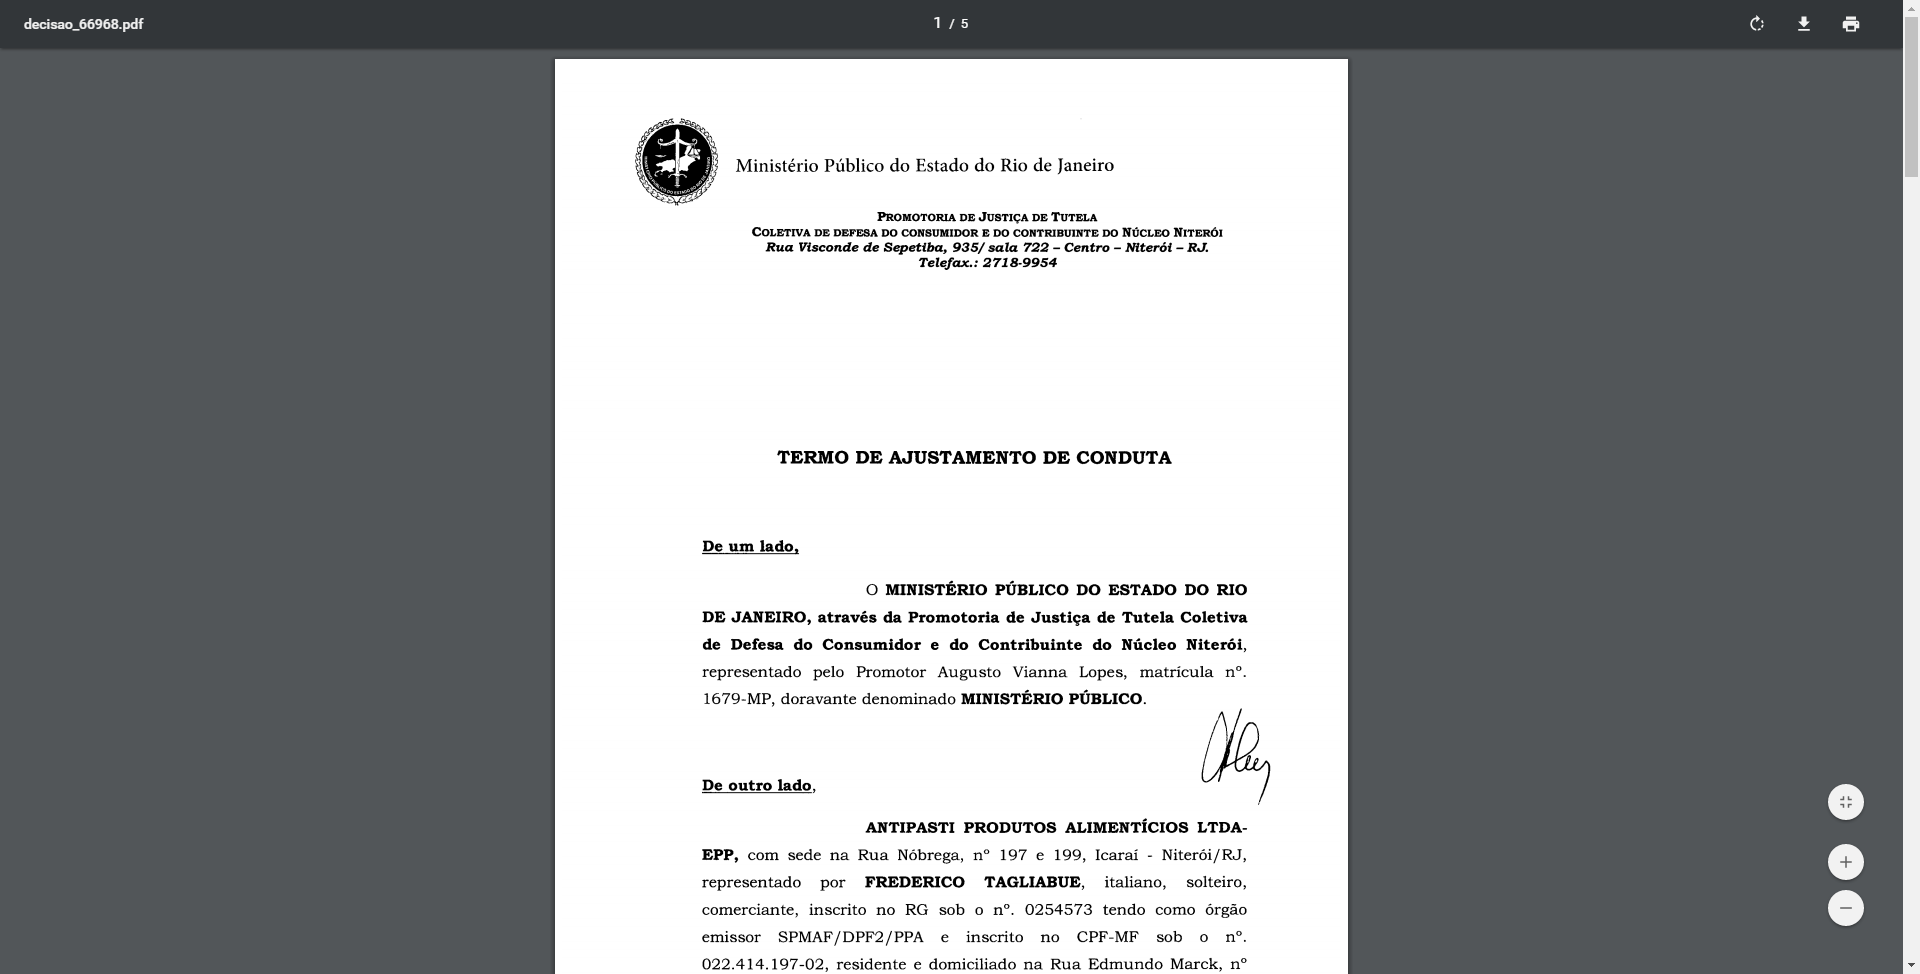 decisao_66968.pdf
1 / 5
Ministério Público do Estado do Rio de Janeiro
PROMOTORIA DE JUSTIÇA DE TUTELA
COLETIVA DE DEFESA DO CONSUMIDOR E DO CONTRIBUINTE DO NÚCLEO NITERÓI
Rua Visconde de Sepetiba, 935/ sala 722 – Centro – Niterói – RJ.
Telefax.: 2718-9954
TERMO DE AJUSTAMENTO DE CONDUTA
De um lado,
O MINISTÉRIO PÚBLICO DO ESTADO DO RIO
DE JANEIRO, através da Promotoria de Justiça de Tutela Coletiva
de Defesa do Consumidor e do Contribuinte do Núcleo Niterói,
representado pelo Promotor Augusto Vianna Lopes, matrícula nº.
1679-MP, doravante denominado MINISTÉRIO PÚBLICO.
De outro lado,
ANTIPASTI PRODUTOS ALIMENTÍCIOS LTDA-
EPP, com sede na Rua Nóbrega, nº 197 e 199, Icaraí - Niterói/RJ,
representado por FREDERICO TAGLIABUE, italiano, solteiro,
comerciante, inscrito no RG sob o nº. 0254573 tendo como órgão
emissor SPMAF/DPF2/PPA e inscrito no CPF-MF sob o nº.
022.414.197-02, residente e domiciliado na Rua Edmundo Marck, nº